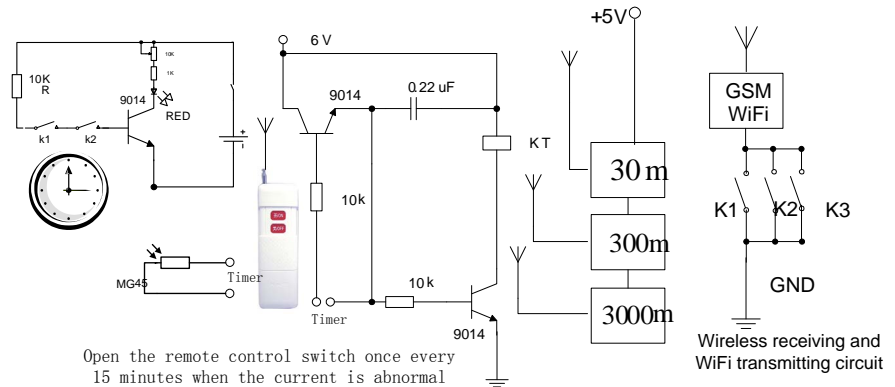 10K
R
k1
k2
9014
10K
1K
RED
+
-
MG45
Timer
6 V
9014
0.22 uF
KT
10k
Timer
10k
9014
Open the remote control switch once every
15 minutes when the current is abnormal
+5V
30 m
300m
3000m
GSM
WiFi
K1
K2
K3
GND
Wireless receiving and
WiFi transmitting circuit